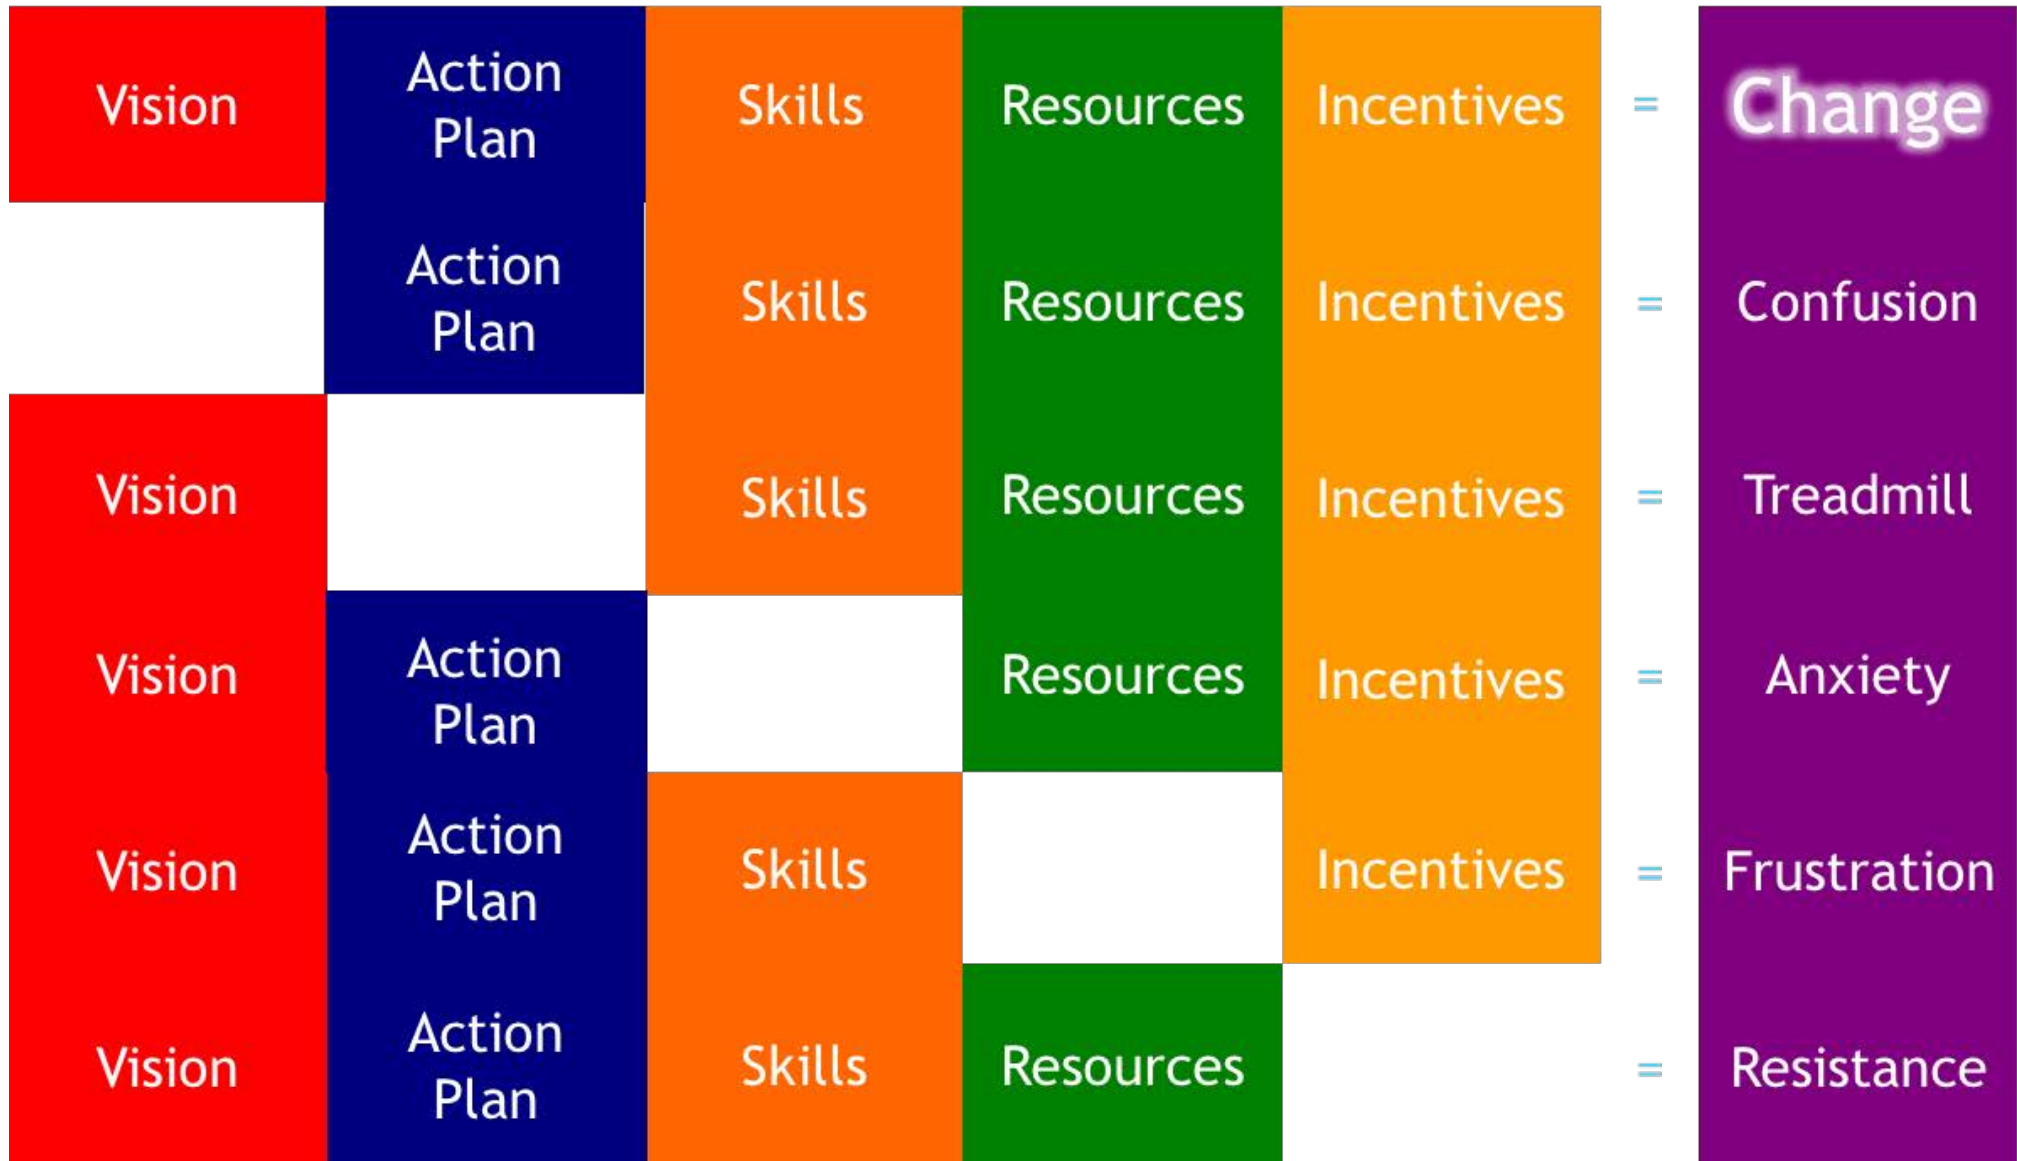 Vision Action Plan Skills Resources Incentives = Change
Action Plan Skills Resources Incentives = Confusion
Vision Skills Resources Incentives = Treadmill
Vision Action Plan Resources Incentives = Anxiety
Vision Action Plan Skills Incentives = Frustration
Vision Action Plan Skills Resources = Resistance